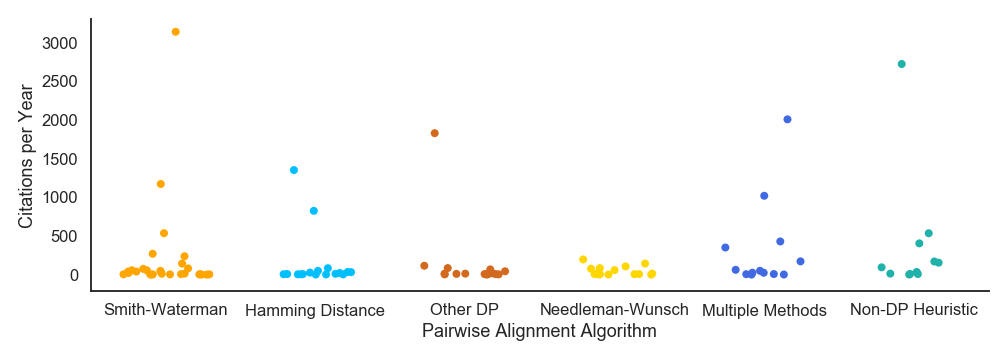 Citations per Year
3000
2500
2000
1500
1000
500
0
Smith-Waterman Hamming Distance Other DP Needleman-Wunsch Multiple Methods Non-DP Heuristic
Pairwise Alignment Algorithm